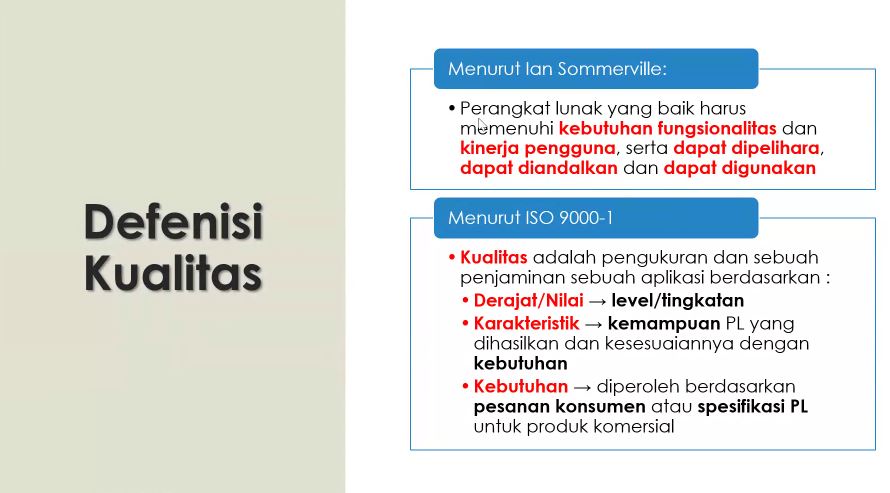 Defenisi
Kualitas
Menurut Ian Sommerville:
• Perangkat lunak yang baik harus
memenuhi kebutuhan fungsionalitas dan
kinerja pengguna, serta dapat dipelihara,
dapat diandalkan dan dapat digunakan
Menurut ISO 9000-1
• Kualitas adalah pengukuran dan sebuah
penjaminan sebuah aplikasi berdasarkan :
• Derajat/Nilai → level/tingkatan
• Karakteristik → kemampuan PL yang
dihasilkan dan kesesuaiannya dengan
kebutuhan
• Kebutuhan → diperoleh berdasarkan
pesanan konsumen atau spesifikasi PL
untuk produk komersial